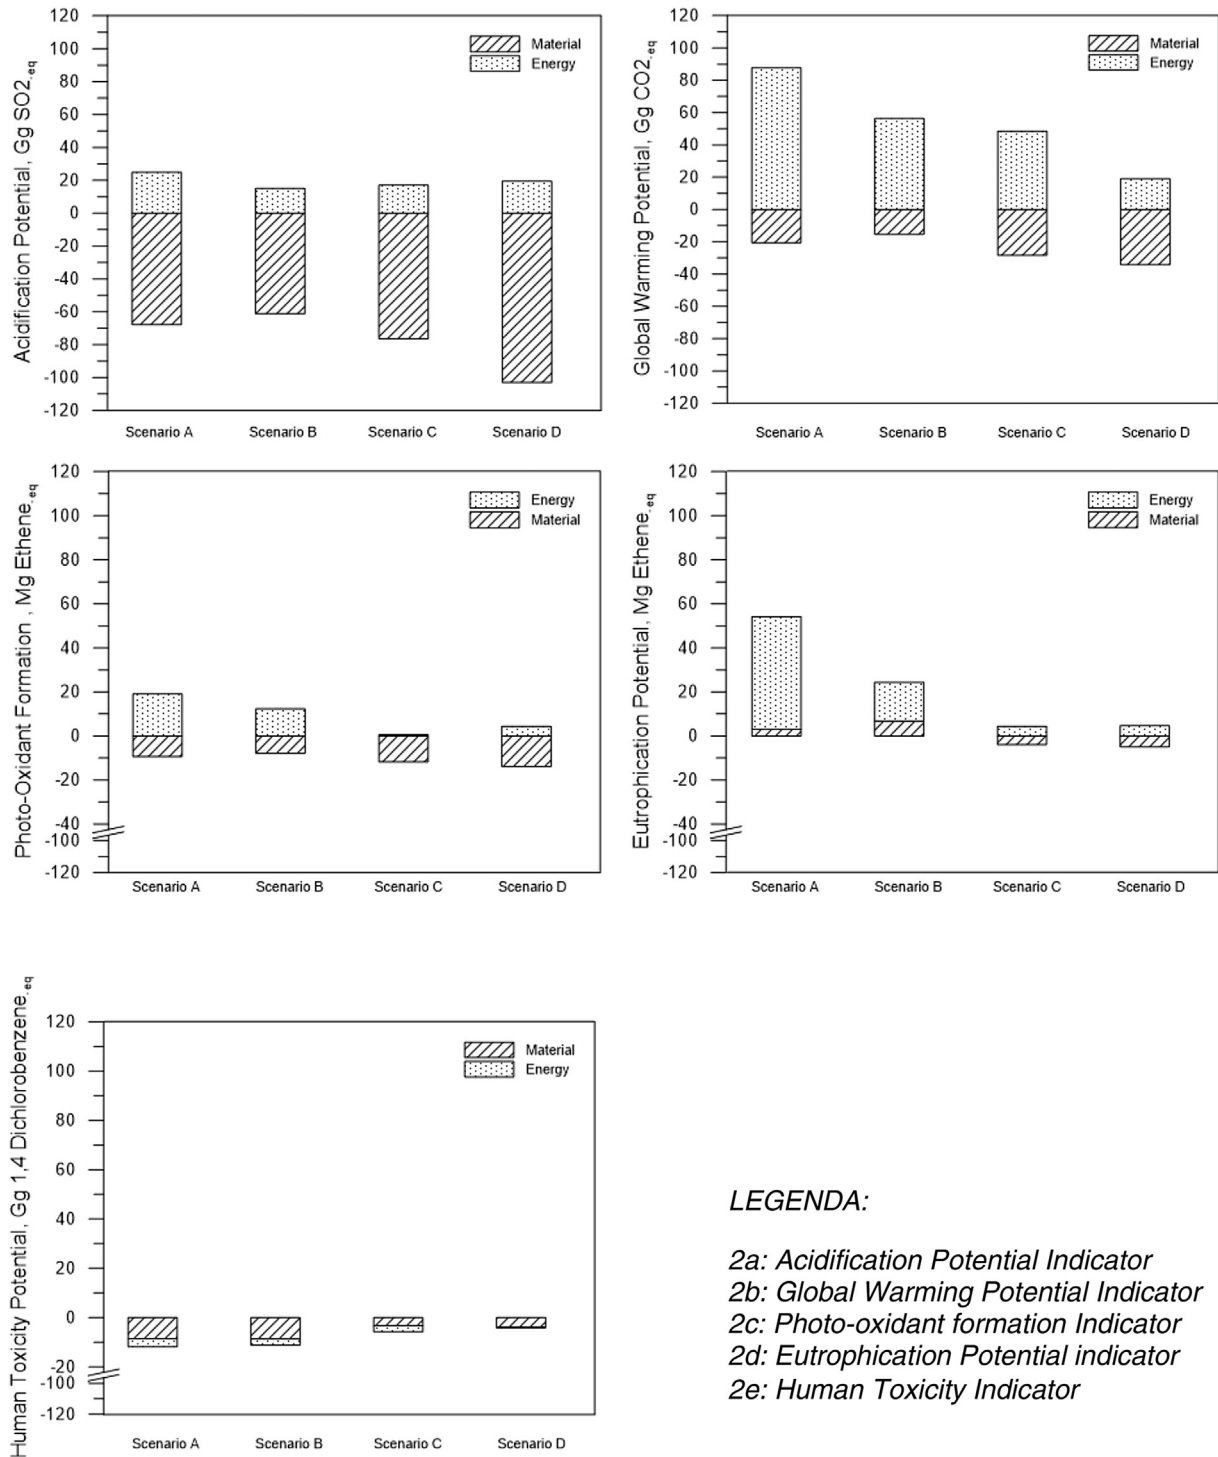 Acidification Potential, Gg SO2.eq
120
100
80
60
40
20
0
-20
-40
-60
-80
-100
-120
Material
Energy
Scenario A
Scenario B
Scenario C
Scenario D
Global Warming Potential, Gg CO2.eq
120
100
80
60
40
20
0
-20
-40
-60
-80
-100
-120
Material
Energy
Scenario A
Scenario B
Scenario C
Scenario D
Photo-Oxidant Formation , Mg Ethene.eq
120
100
80
60
40
20
0
-20
-40
-100
-120
Energy
Material
Scenario A
Scenario B
Scenario C
Scenario D
Eutrophication Potential, Mg Ethene.eq
120
100
80
60
40
20
0
-20
-40
-100
-120
Energy
Material
Scenario A
Scenario B
Scenario C
Scenario D
Human Toxicity Potential, Gg 1,4 Dichlorobenzene.eq
120
100
80
60
40
20
0
-20
-100
-120
Material
Energy
Scenario A
Scenario B
Scenario C
Scenario D
LEGENDA:
2a: Acidification Potential Indicator
2b: Global Warming Potential Indicator
2c: Photo-oxidant formation Indicator
2d: Eutrophication Potential indicator
2e: Human Toxicity Indicator